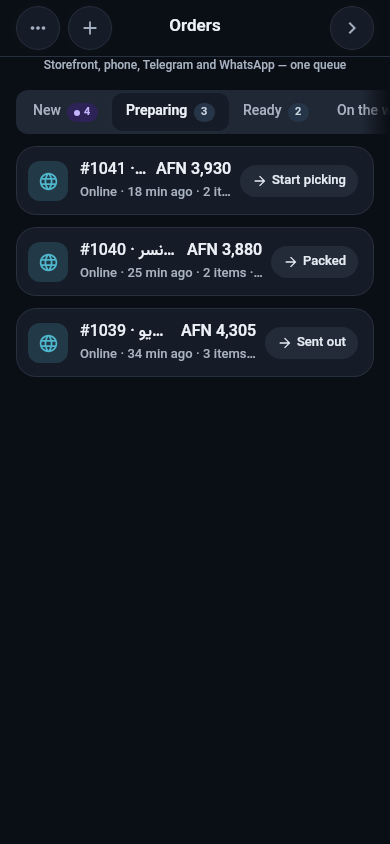 Orders
Storefront, phone, Telegram and WhatsApp — one queue
New 4 Preparing 3 Ready 2 On the
#1041 ·… AFN 3,930
Online · 18 min ago · 2 it…
Start picking
#1040 · نسر… AFN 3,880
Online · 25 min ago · 2 items ·…
Packed
#1039 · یو… AFN 4,305
Online · 34 min ago · 3 items…
Sent out